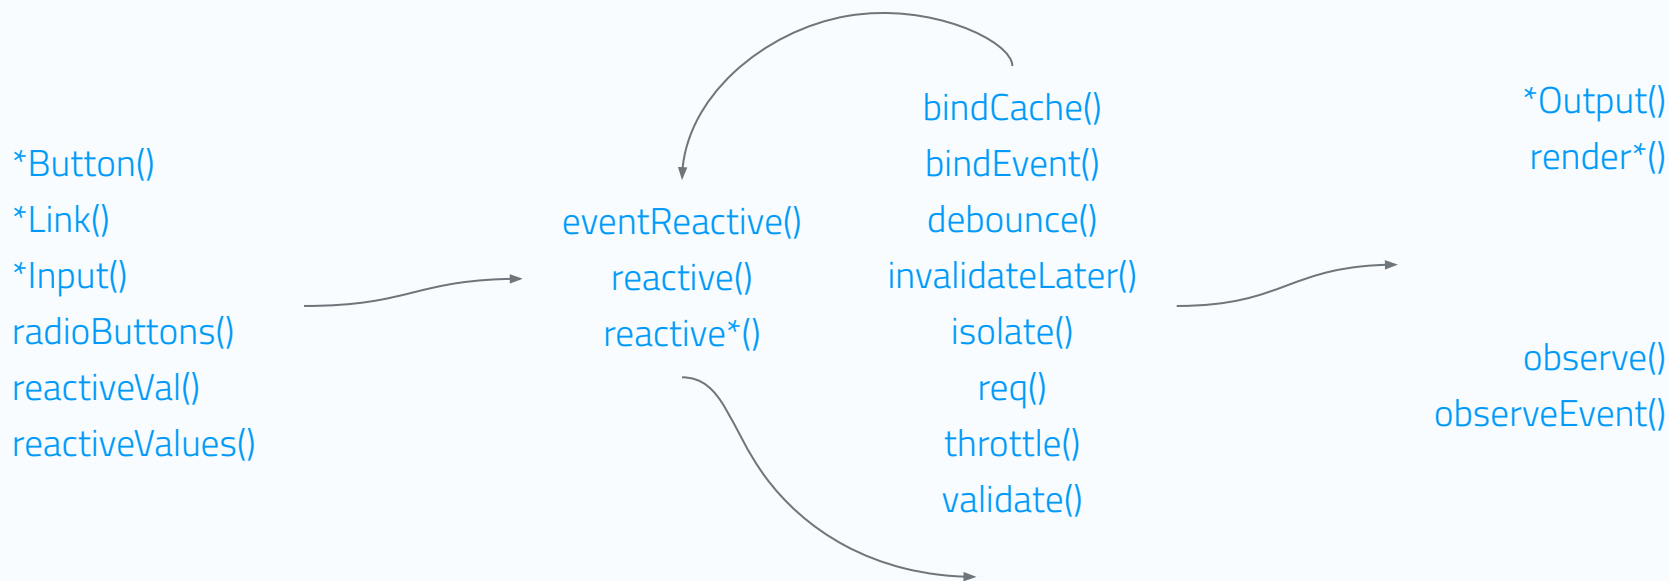 *Button()
*Link()
*Input()
radioButtons()
reactiveVal()
reactiveValues()
eventReactive()
reactive()
reactive*()
bindCache()
bindEvent()
debounce()
invalidateLater()
isolate()
req()
throttle()
validate()
*Output()
render*()
observe()
observeEvent()